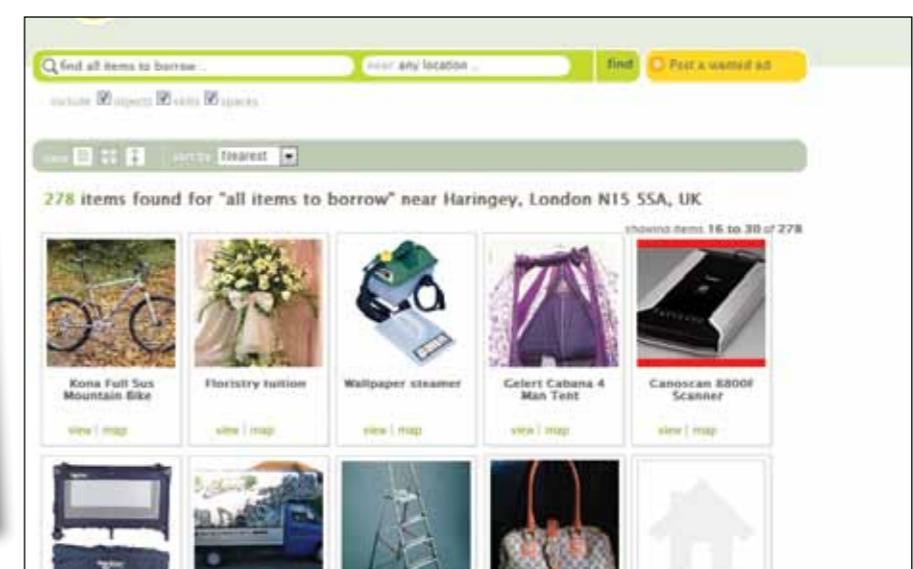 find all items to borrow ..
near any location ..
find
Post a wanted ad
include objects skills spaces
view
sort by Nearest
278 items found for "all items to borrow" near Haringey, London N15 5SA, UK
showing items 16 to 30 of 278
Kona Full Sus
Mountain Bike
view | map
Floristry tuition
view | map
Wallpaper steamer
view | map
Gelert Cabana 4
Man Tent
view | map
Canoscan 8800f
Scanner
view | map